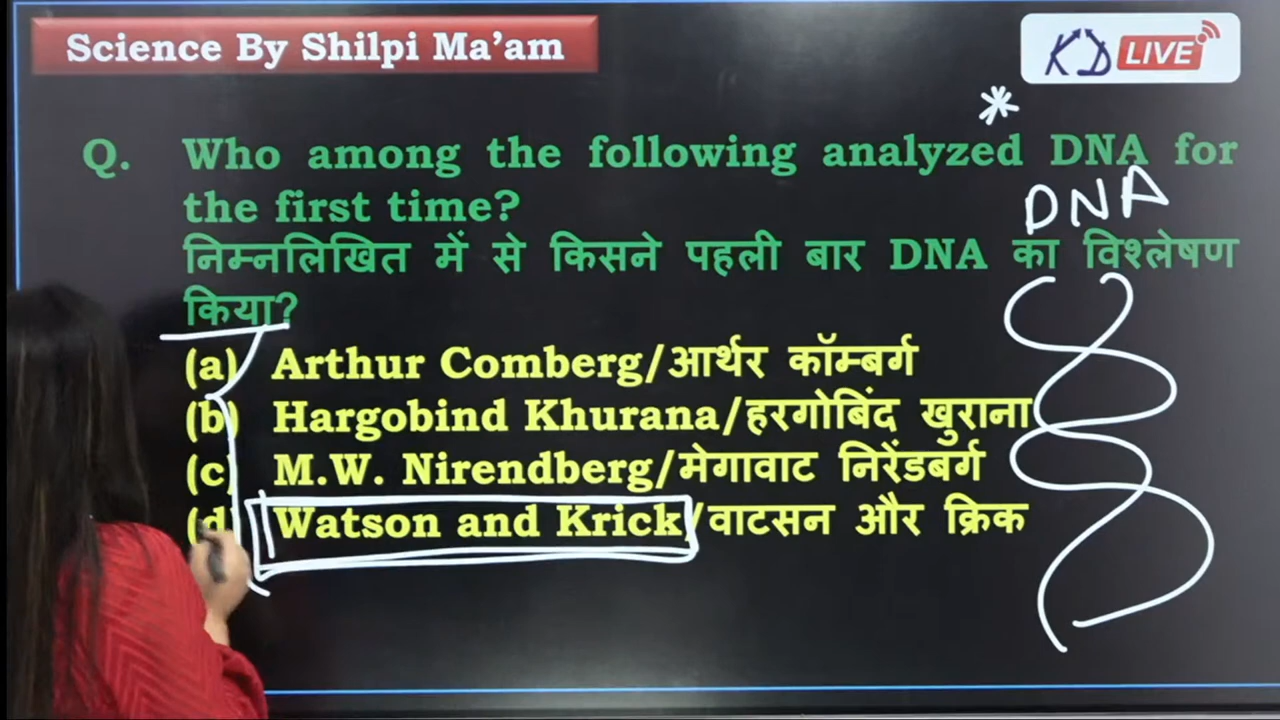 Science By Shilpi Ma'am
KD LIVE
Q. Who among the following analyzed DNA for
the first time?
DNA
निम्नलिखित में से किसने पहली बार DNA का विश्लेषण
किया?
(a) Arthur Comberg/आर्थर कॉम्बर्ग
(b) Hargobind Khurana/हरगोबिंद खुराना
(c) M.W. Nirendberg/मेगावाट निरेंडबर्ग
(d) Watson and Krick/वाटसन और क्रिक